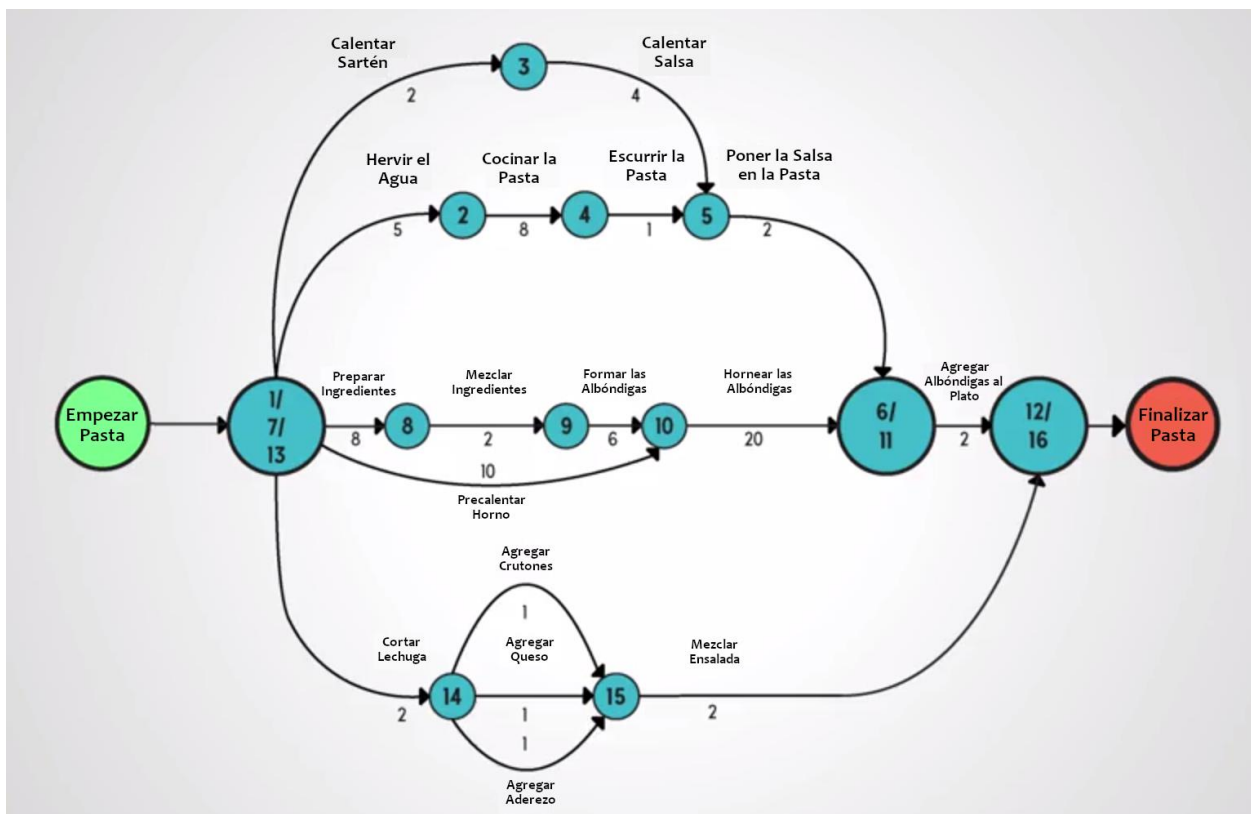 Calentar
Sartén
2
3
Calentar
Salsa
4
Hervir el
Agua
5
2
Cocinar la
Pasta
8
4
Escurrir la
Pasta
1
5
Poner la Salsa
en la Pasta
2
Empezar
Pasta
1/
7/
13
Preparar
Ingredientes
8
8
Mezclar
Ingredientes
2
9
Formar las
Albóndigas
6
10
Hornear las
Albóndigas
20
6/
11
Agregar
Albóndigas al
Plato
2
12/
16
Finalizar
Pasta
10
Precalentar
Horno
Cortar
Lechuga
2
14
Agregar
Crutones
1
Agregar
Queso
1
1
Agregar
Aderezo
15
Mezclar
Ensalada
2